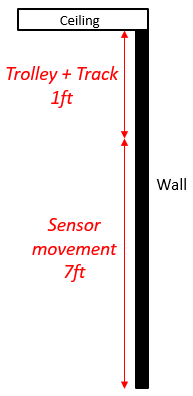 Ceiling
Trolley + Track
1ft
Wall
Sensor
movement
7ft